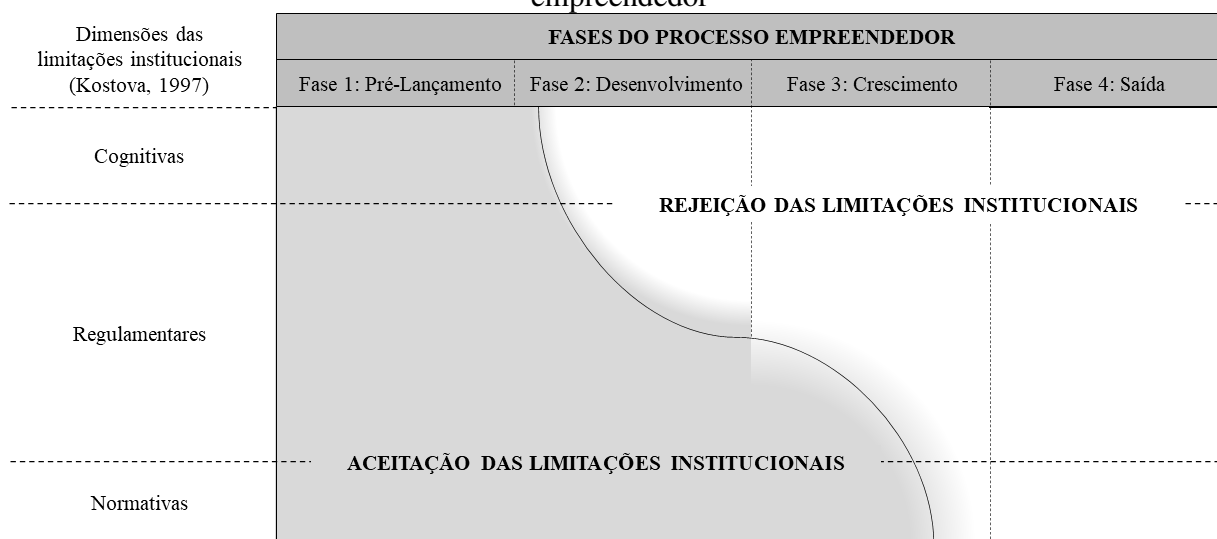 empreendedor
Dimensões das
limitações institucionais
(Kostova, 1997)
FASES DO PROCESSO EMPREENDEDOR
Fase 1: Pré-Lançamento
Fase 2: Desenvolvimento
Fase 3: Crescimento
Fase 4: Saída
Cognitivas
REJEIÇÃO DAS LIMITAÇÕES INSTITUCIONAIS
Regulamentares
ACEITAÇÃO DAS LIMITAÇÕES INSTITUCIONAIS
Normativas